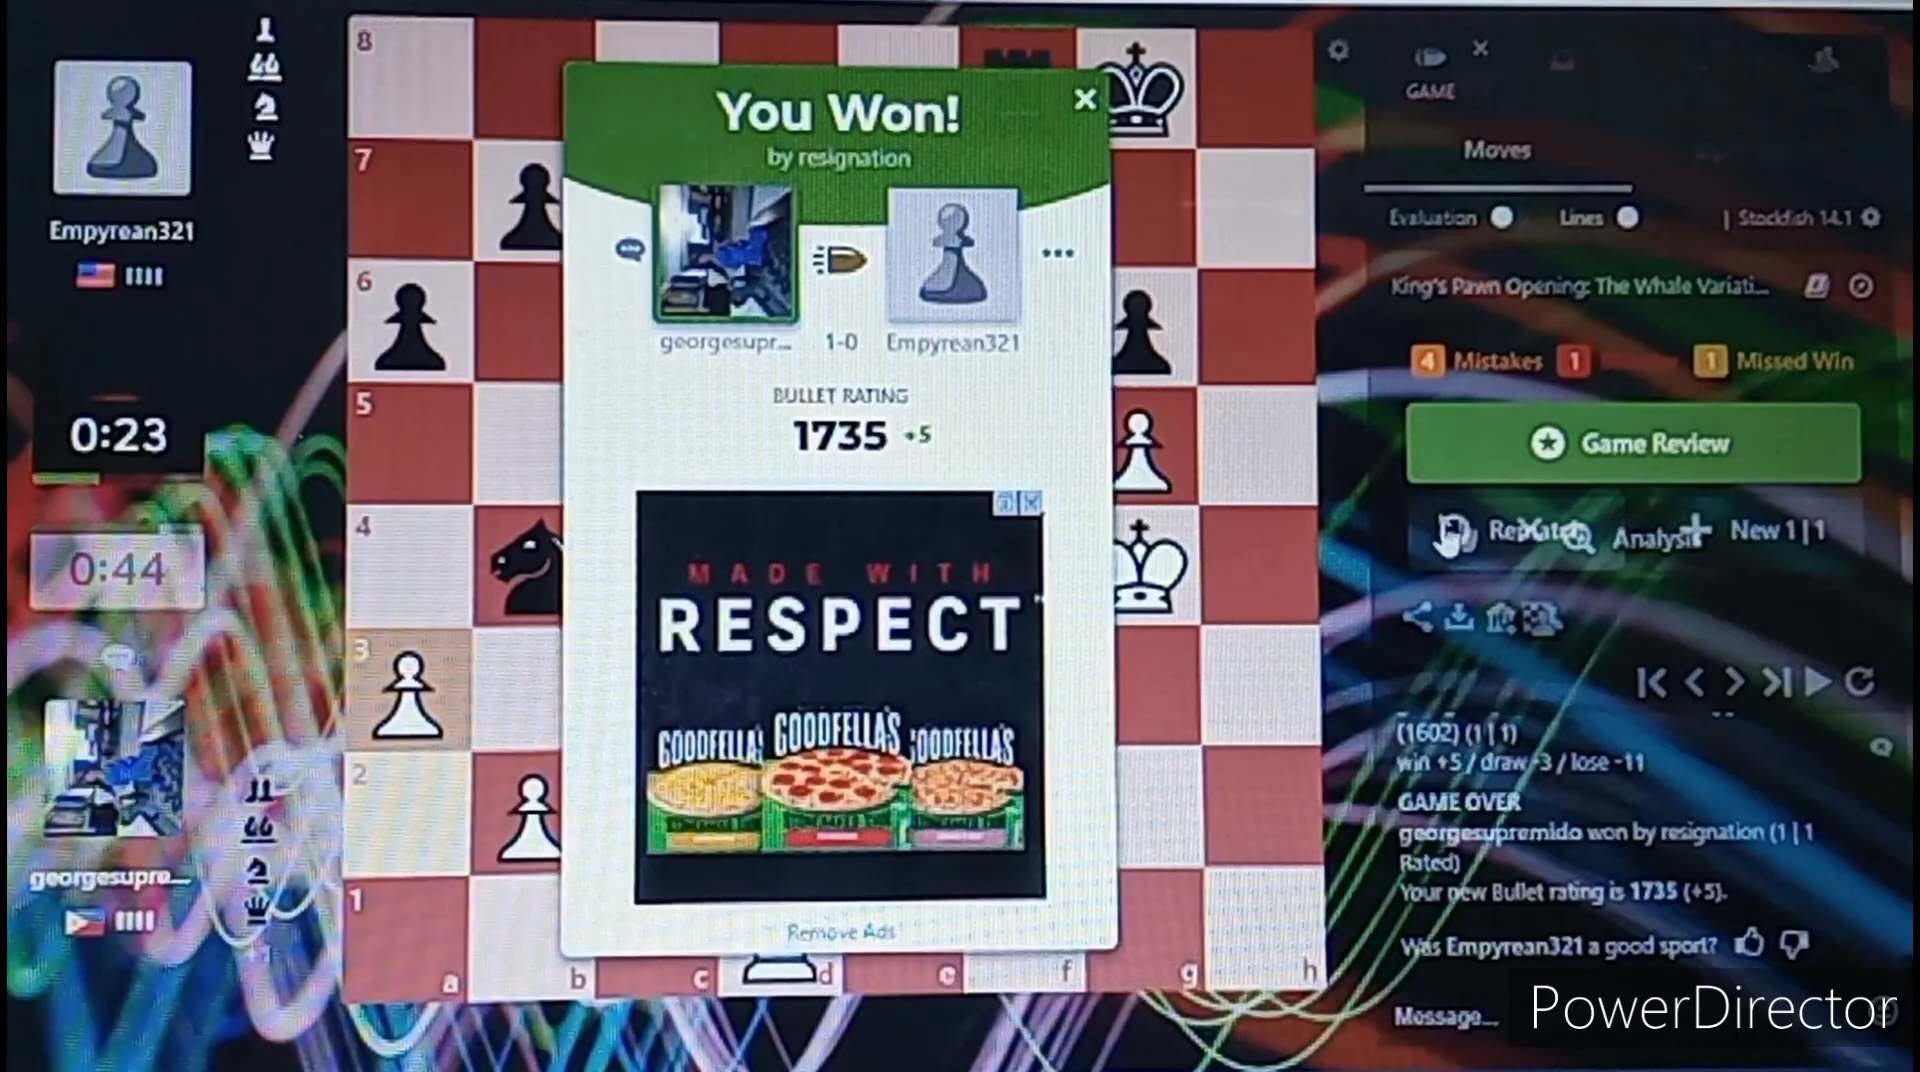 Empyrean321
0:23
0:44
georgesupre...
8
7
6
5
4
3
2
1
a
b
c
d
e
f
g
h
You Won!
by resignation
georgesupr...
1-0
Empyrean321
BULLET RATING
1735 +5
MADE WITH
RESPECT
GOODFELLA'S
Remove Ads
GAME
Moves
Evaluation
Lines
| Stockfish 14.1
King's Pawn Opening: The Whale Variati...
4 Mistakes
1
1 Missed Win
Game Review
Rematch
Analysis
New 1|1
(1602) (1|1)
win +5 / draw -3 / lose -11
GAME OVER
georgesupremido won by resignation (1|1
Rated)
Your new Bullet rating is 1735 (+5).
Was Empyrean321 a good sport?
Message...
PowerDirector